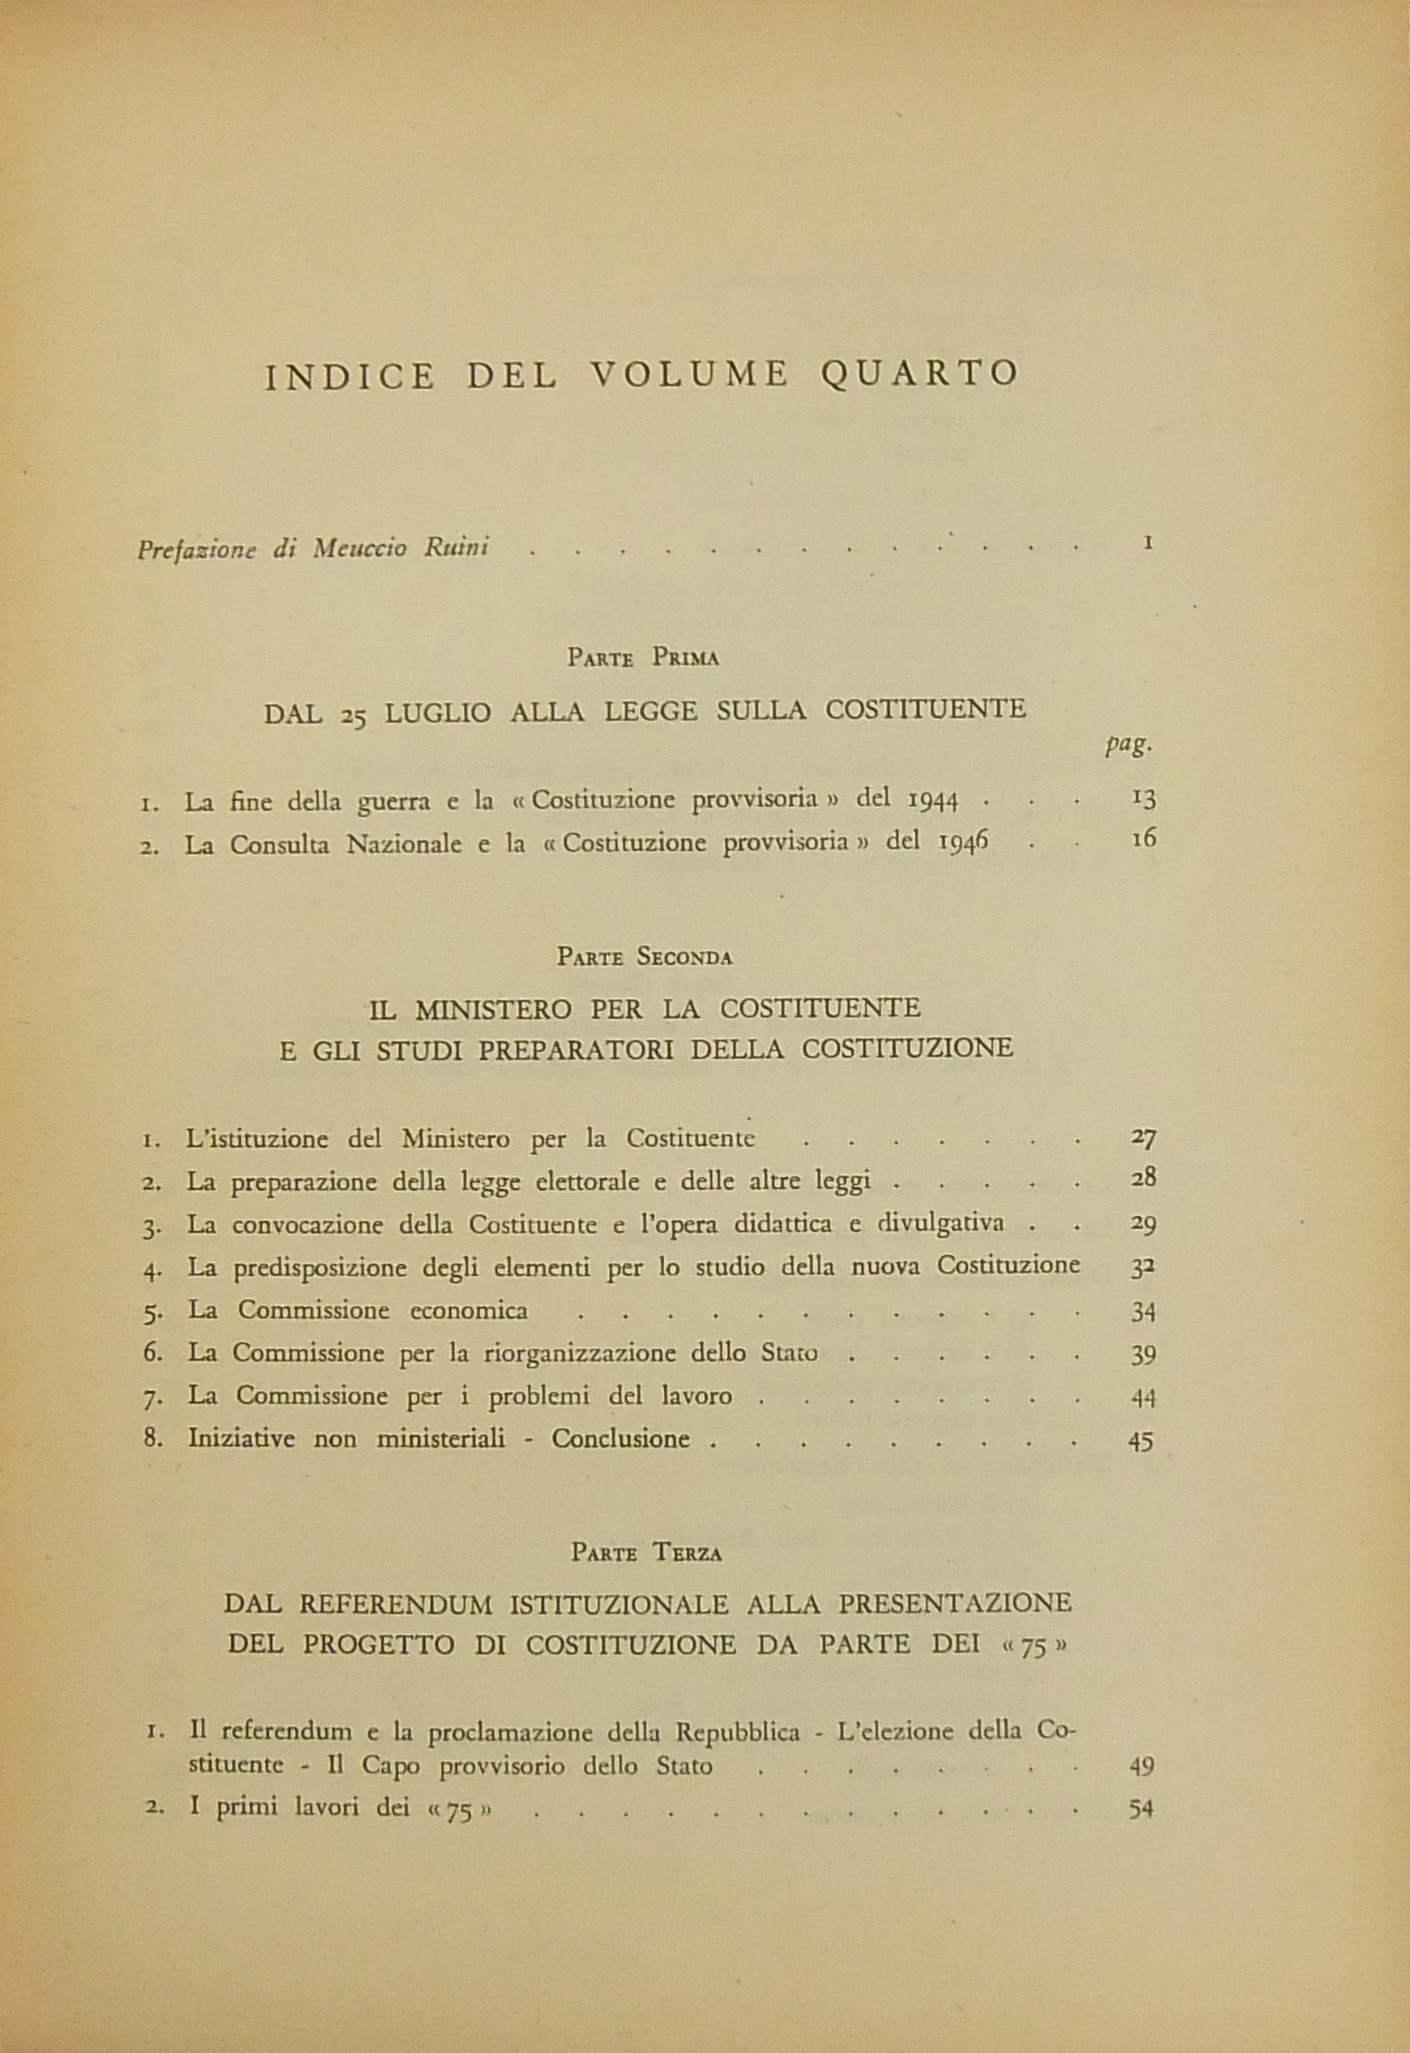 INDICE DEL VOLUME QUARTO
Prefazione di Meuccio Ruini . . . . . . . . . . . . . 1
Parte Prima
DAL 25 LUGLIO ALLA LEGGE SULLA COSTITUENTE
pag.
1. La fine della guerra e la « Costituzione provvisoria » del 1944 . . . 13
2. La Consulta Nazionale e la « Costituzione provvisoria » del 1946 . . 16
Parte Seconda
IL MINISTERO PER LA COSTITUENTE
E GLI STUDI PREPARATORI DELLA COSTITUZIONE
1. L'istituzione del Ministero per la Costituente . . . . . . . 27
2. La preparazione della legge elettorale e delle altre leggi . . . . . 28
3. La convocazione della Costituente e l'opera didattica e divulgativa . . 29
4. La predisposizione degli elementi per lo studio della nuova Costituzione 32
5. La Commissione economica . . . . . . . . . . . . 34
6. La Commissione per la riorganizzazione dello Stato . . . . . . 39
7. La Commissione per i problemi del lavoro . . . . . . . . 44
8. Iniziative non ministeriali - Conclusione . . . . . . . . . 45
Parte Terza
DAL REFERENDUM ISTITUZIONALE ALLA PRESENTAZIONE
DEL PROGETTO DI COSTITUZIONE DA PARTE DEI « 75 »
1. Il referendum e la proclamazione della Repubblica - L'elezione della Co-
stituente - Il Capo provvisorio dello Stato . . . . . . . . 49
2. I primi lavori dei « 75 » . . . . . . . . . . . . . 54